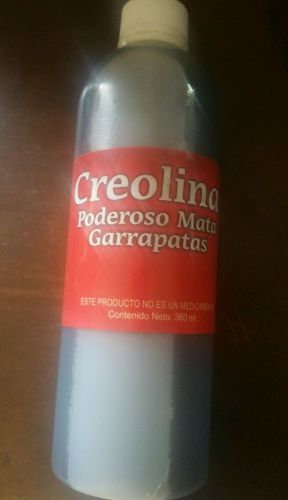 Creolina
Poderoso Mata
Garrapatas
ESTE PRODUCTO NO ES UN MEDICAMENTO
Contenido Neto: 360 ml.